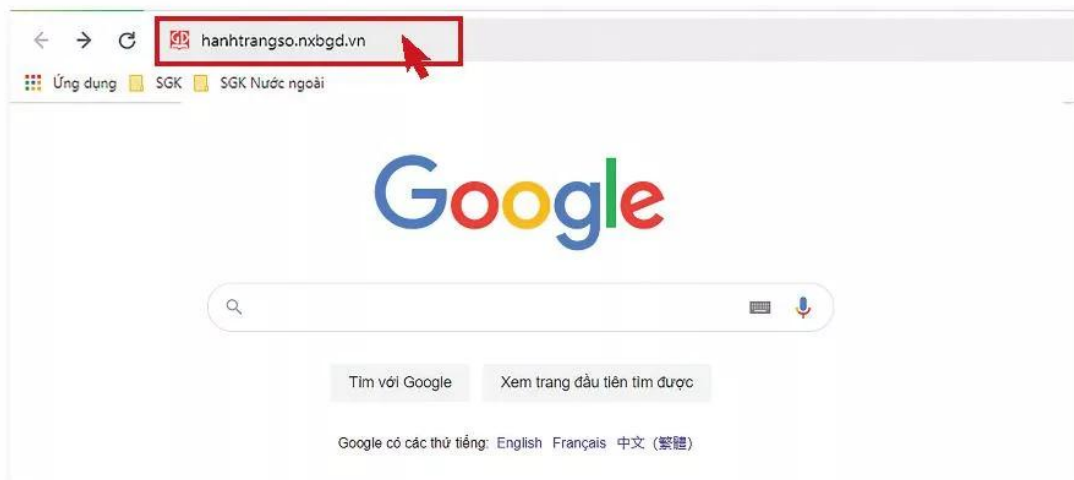 GD hanhtrangso.nxbgd.vn
Ứng dụng SGK SGK Nước ngoài
Google
Tìm với Google Xem trang đầu tiên tìm được
Google có các thứ tiếng: English Français 中文 (繁體)